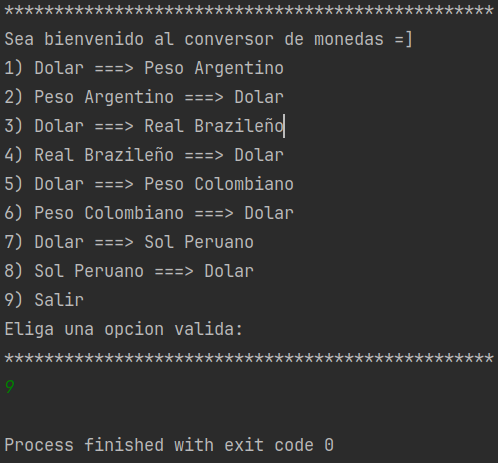 *************************************************
Sea bienvenido al conversor de monedas =]
1) Dolar ===> Peso Argentino
2) Peso Argentino ===> Dolar
3) Dolar ===> Real Brazileño
4) Real Brazileño ===> Dolar
5) Dolar ===> Peso Colombiano
6) Peso Colombiano ===> Dolar
7) Dolar ===> Sol Peruano
8) Sol Peruano ===> Dolar
9) Salir
Eliga una opcion valida:
*************************************************
9
Process finished with exit code 0